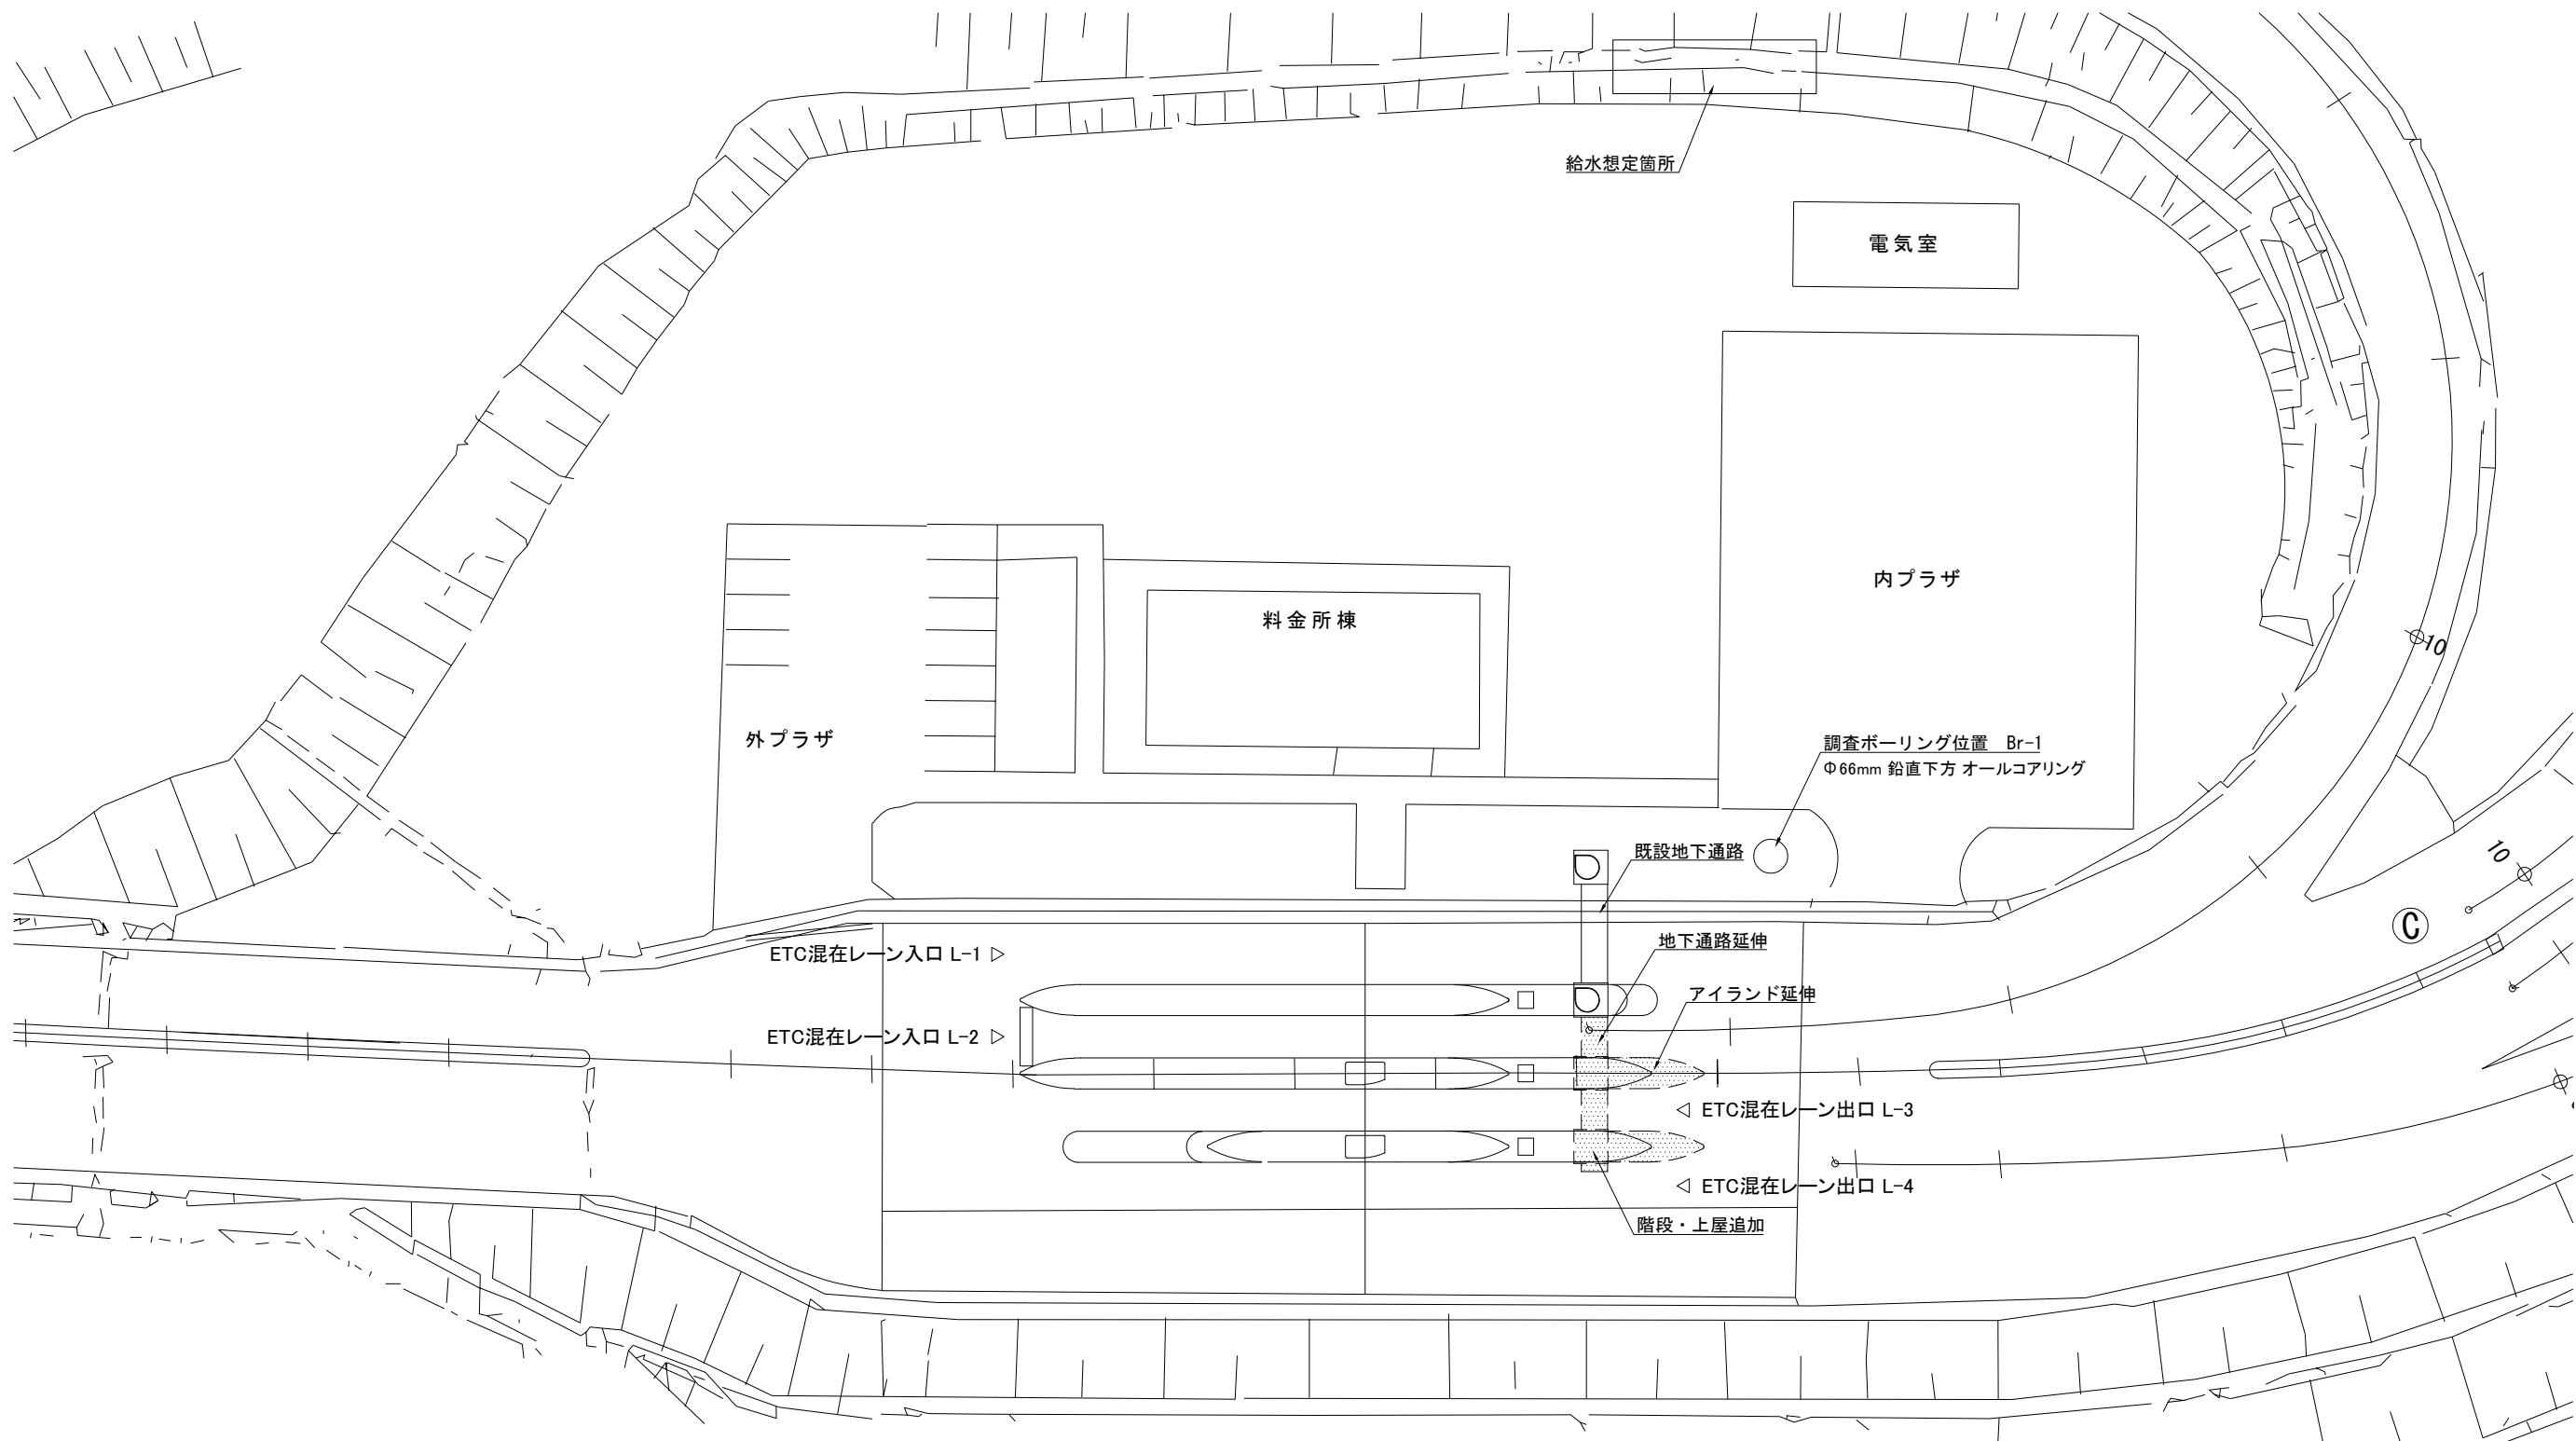 給水想定箇所
電気室
内プラザ
料金所棟
10
外プラザ
調査ボーリング位置　Br-1
Φ66mm 鉛直下方 オールコアリング
既設地下通路
10
C
地下通路延伸
ETC混在レーン入口 L-1 ▷
アイランド延伸
ETC混在レーン入口 L-2 ▷
◁ ETC混在レーン出口 L-3
◁ ETC混在レーン出口 L-4
階段・上屋追加